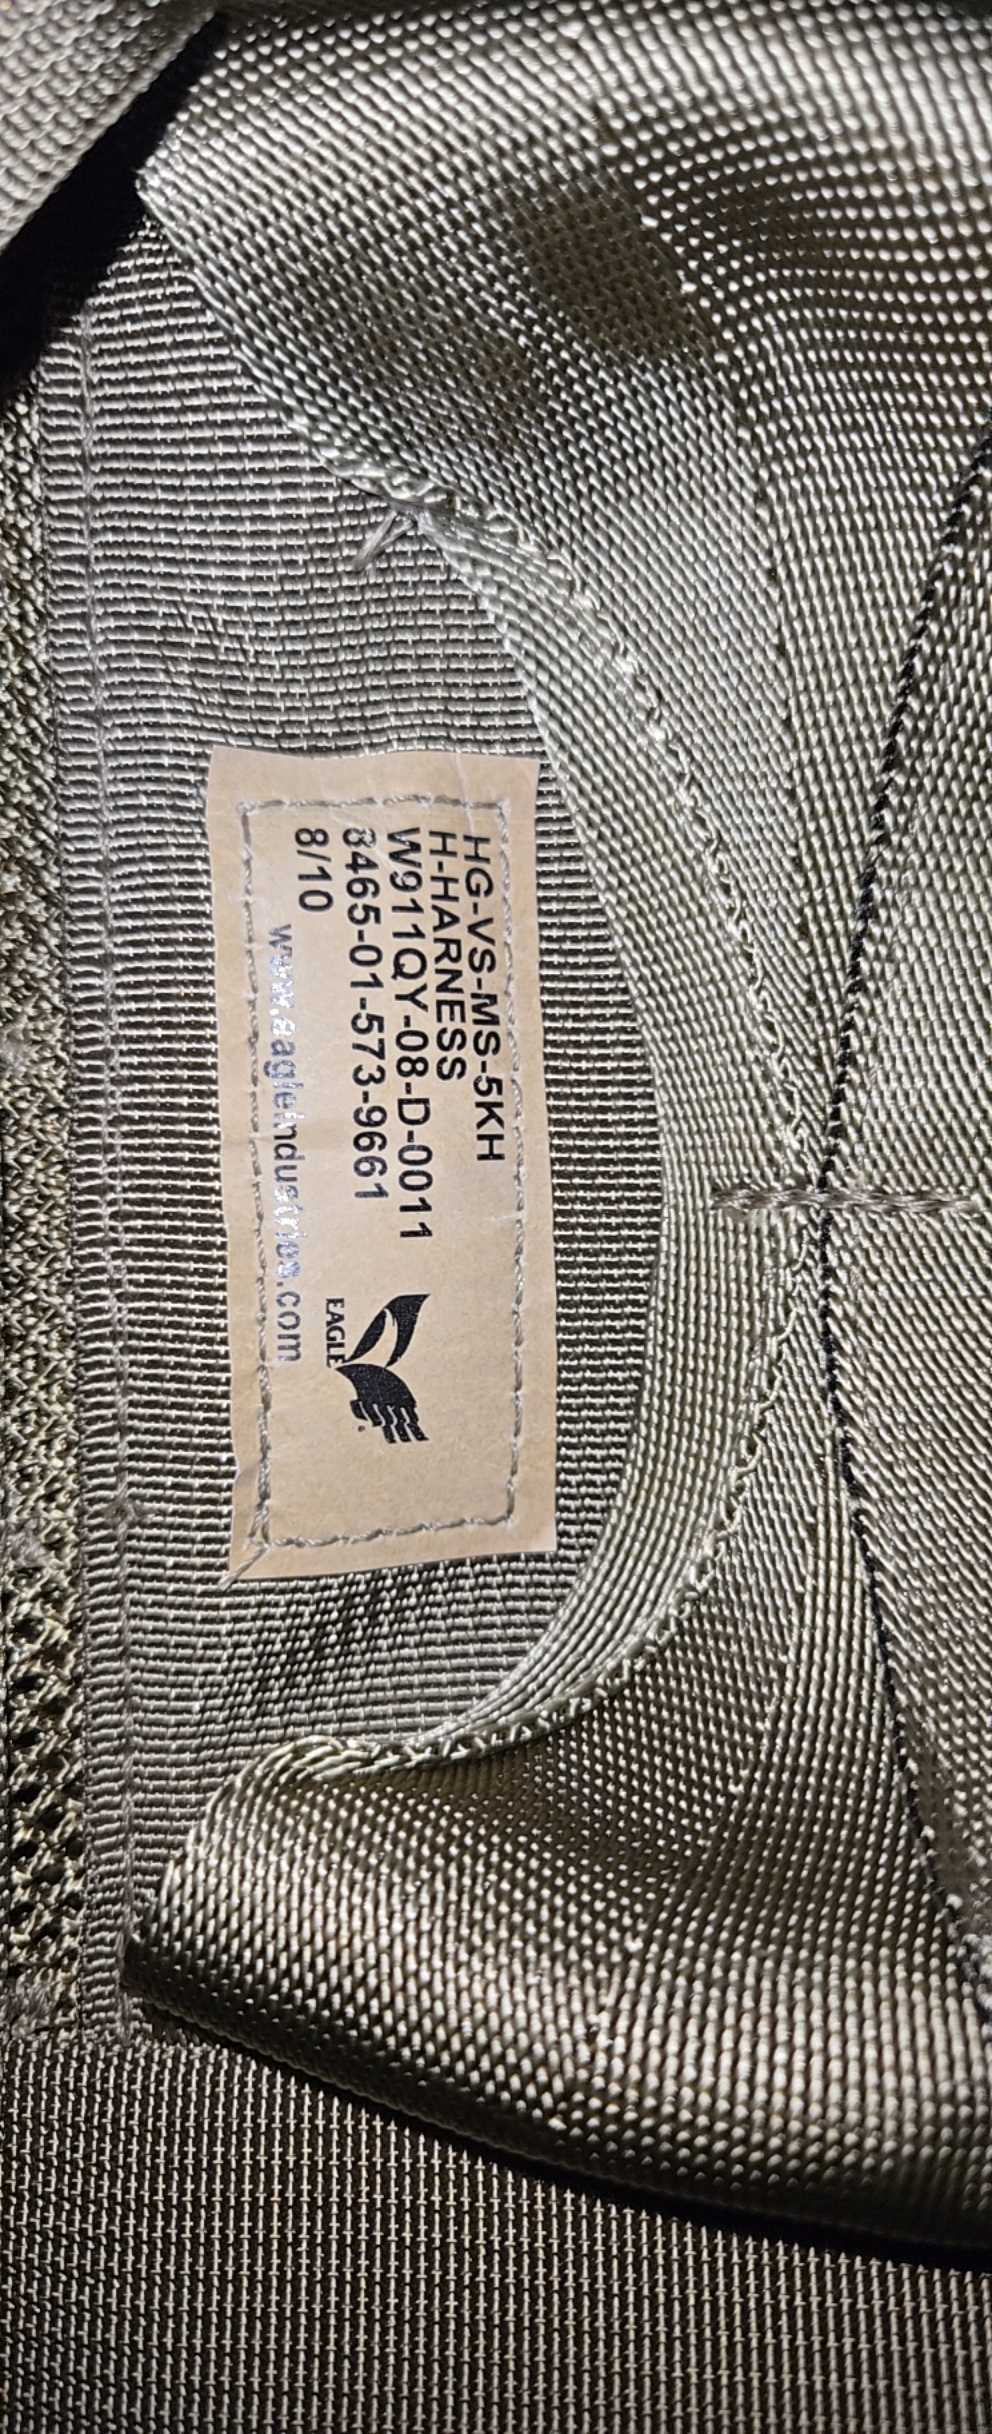 HG-VS-MS-5KH
H-HARNESS
W911QY-08-D-0011
8465-01-573-9661
8/10
www.eagleindustries.com
EAGLE